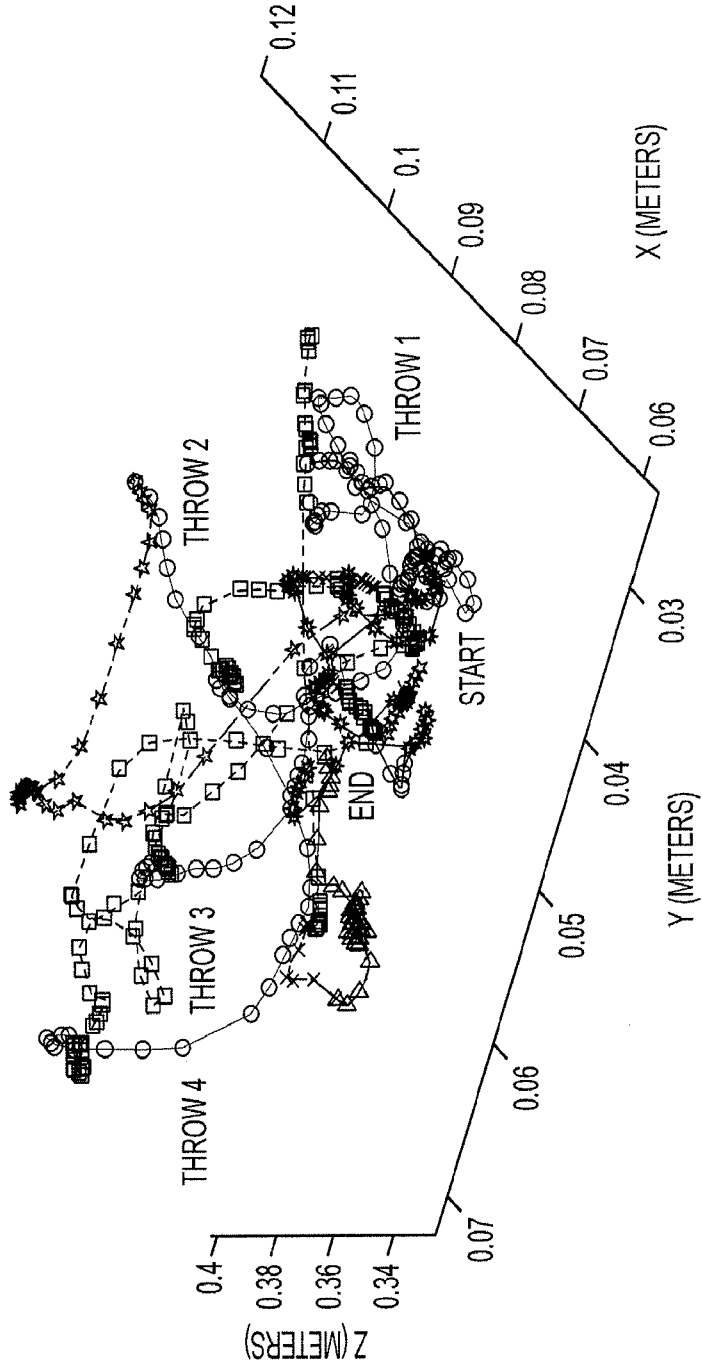 THROW 4
THROW 3
THROW 2
THROW 1
START
END
Z (METERS)
0.4
0.38
0.36
0.34
Y (METERS)
0.07
0.06
0.05
0.04
0.03
X (METERS)
0.06
0.07
0.08
0.09
0.1
0.11
0.12